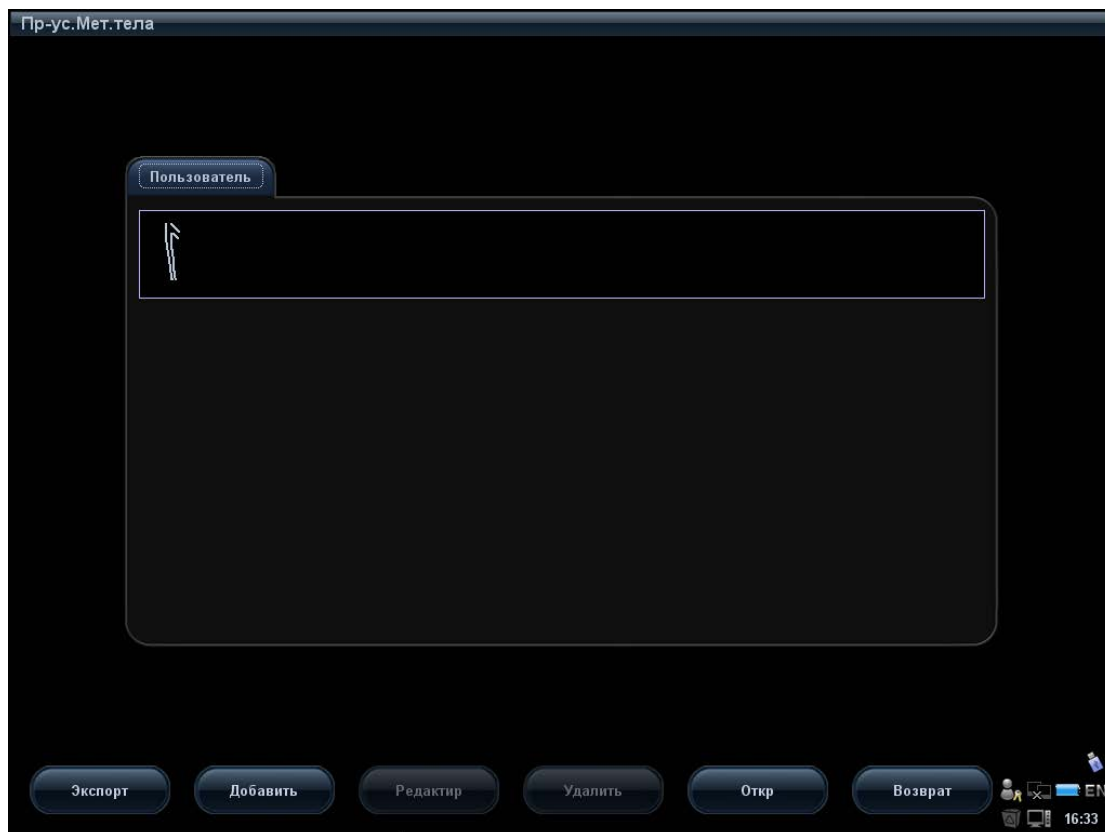 Пр-ус.Мет.тела
Пользователь
Экспорт Добавить Редактир Удалить Откр Возврат
EN
16:33